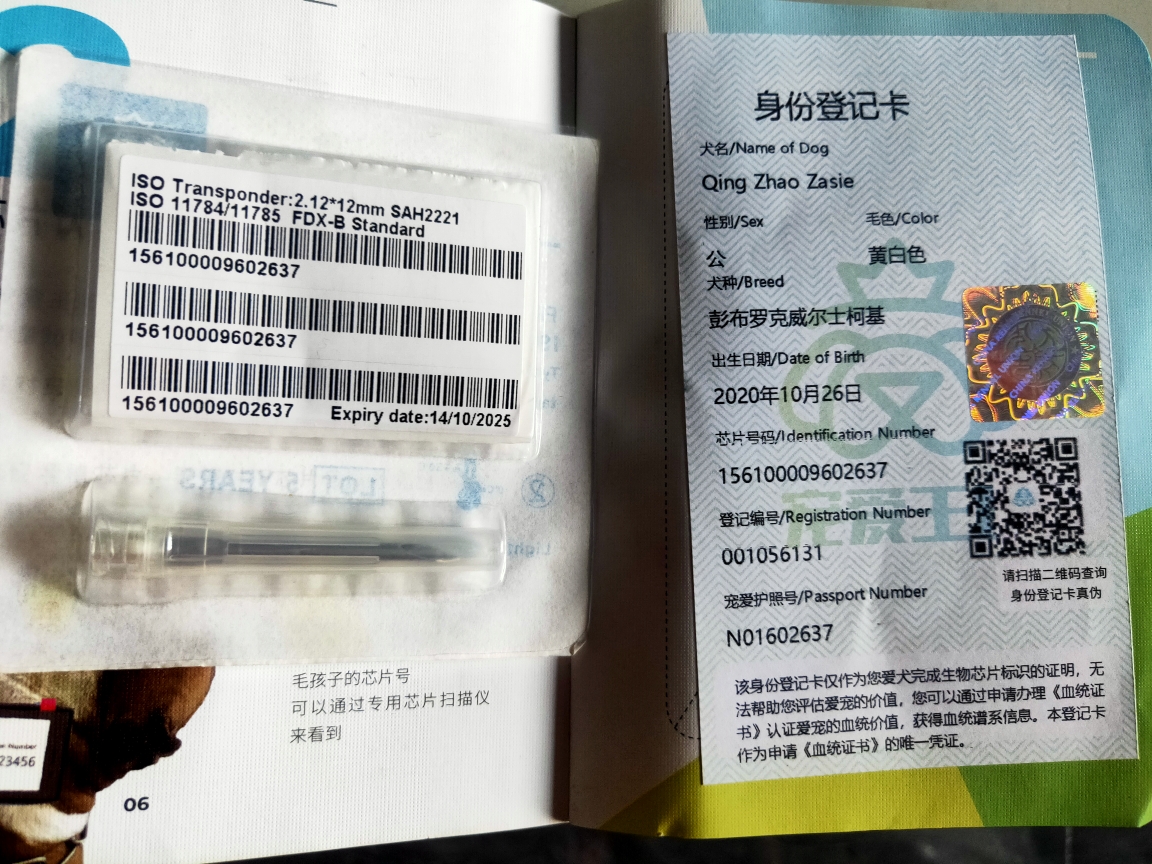 ISO Transponder:2.12*12mm SAH2221
ISO 11784/11785 FDX-B Standard
156100009602637
156100009602637
156100009602637 Expiry date:14/10/2025
LOT 5 YEARS
毛孩子的芯片号
可以通过专用芯片扫描仪
来看到
23456
06
身份登记卡
犬名/Name of Dog
Qing Zhao Zasie
性别/Sex 毛色/Color
公 黄白色
犬种/Breed
彭布罗克威尔士柯基
出生日期/Date of Birth
2020年10月26日
芯片号码/Identification Number
156100009602637
登记编号/Registration Number
001056131
宠爱护照号/Passport Number
N01602637
宠爱王
请扫描二维码查询
身份登记卡真伪
该身份登记卡仅作为您爱犬完成生物芯片标识的证明，无
法帮助您评估爱宠的价值，您可以通过申请办理《血统证
书》认证爱宠的血统价值，获得血统谱系信息。本登记卡
作为申请《血统证书》的唯一凭证。